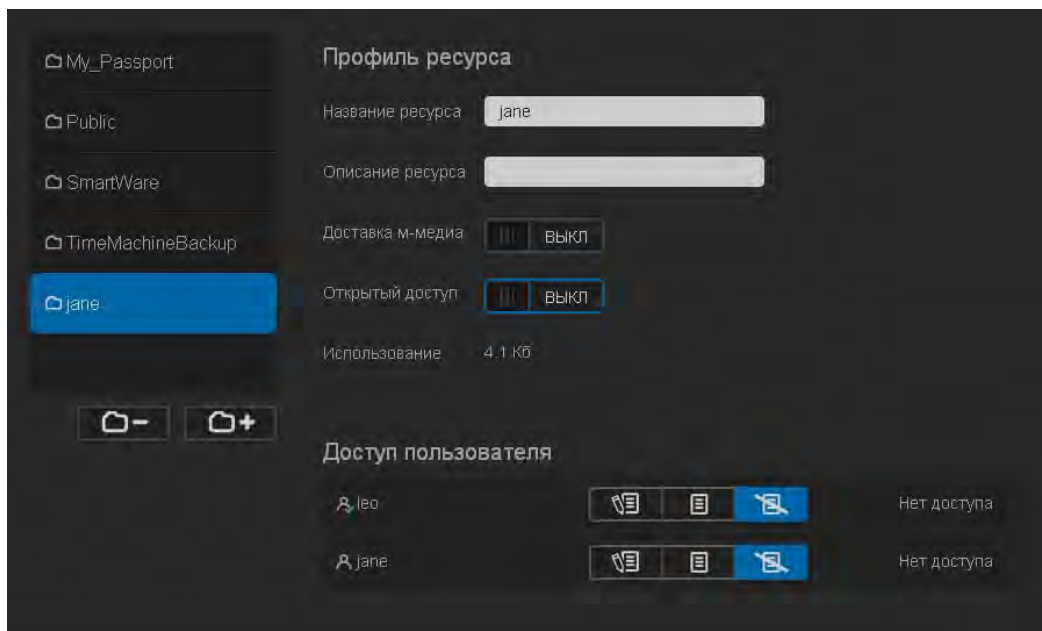 My_Passport
Public
SmartWare
TimeMachineBackup
jane
Профиль ресурса
Название ресурса jane
Описание ресурса
Доставка м-медиа ВЫКЛ
Открытый доступ ВЫКЛ
Использование 4.1 Кб
Доступ пользователя
leo Нет доступа
jane Нет доступа